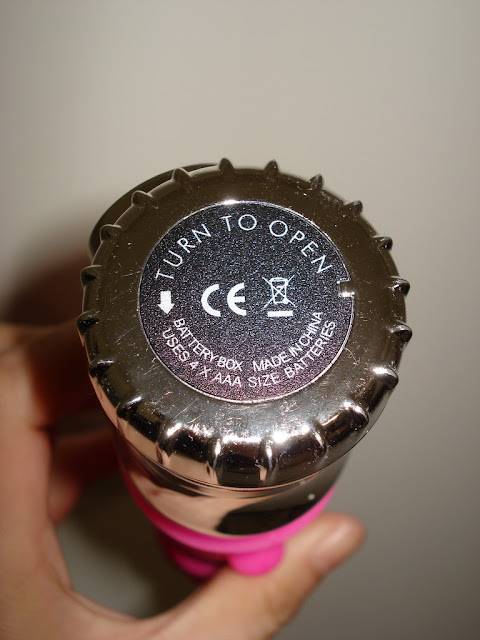 TURN TO OPEN
CE
BATTERY BOX MADE IN CHINA
USES 4 X AAA SIZE BATTERIES